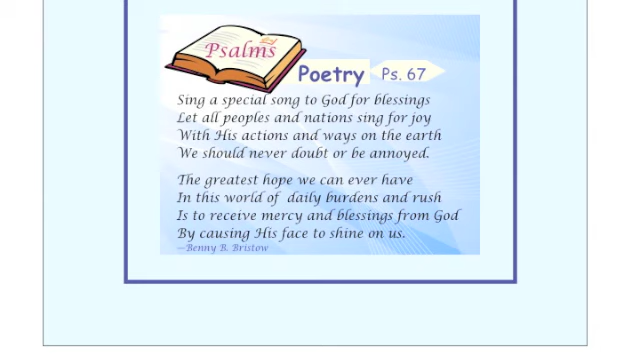 Psalms
Poetry Ps. 67
Sing a special song to God for blessings
Let all peoples and nations sing for joy
With His actions and ways on the earth
We should never doubt or be annoyed.
The greatest hope we can ever have
In this world of daily burdens and rush
Is to receive mercy and blessings from God
By causing His face to shine on us.
—Benny B. Bristow